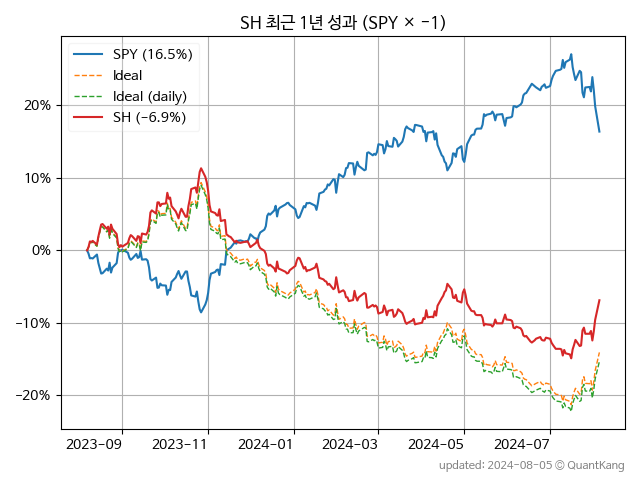 SH 최근 1년 성과 (SPY × −1)
SPY (16.5%)
Ideal
Ideal (daily)
SH (−6.9%)
20%
10%
0%
−10%
−20%
2023-09 2023-11 2024-01 2024-03 2024-05 2024-07
updated: 2024-08-05 © QuantKang